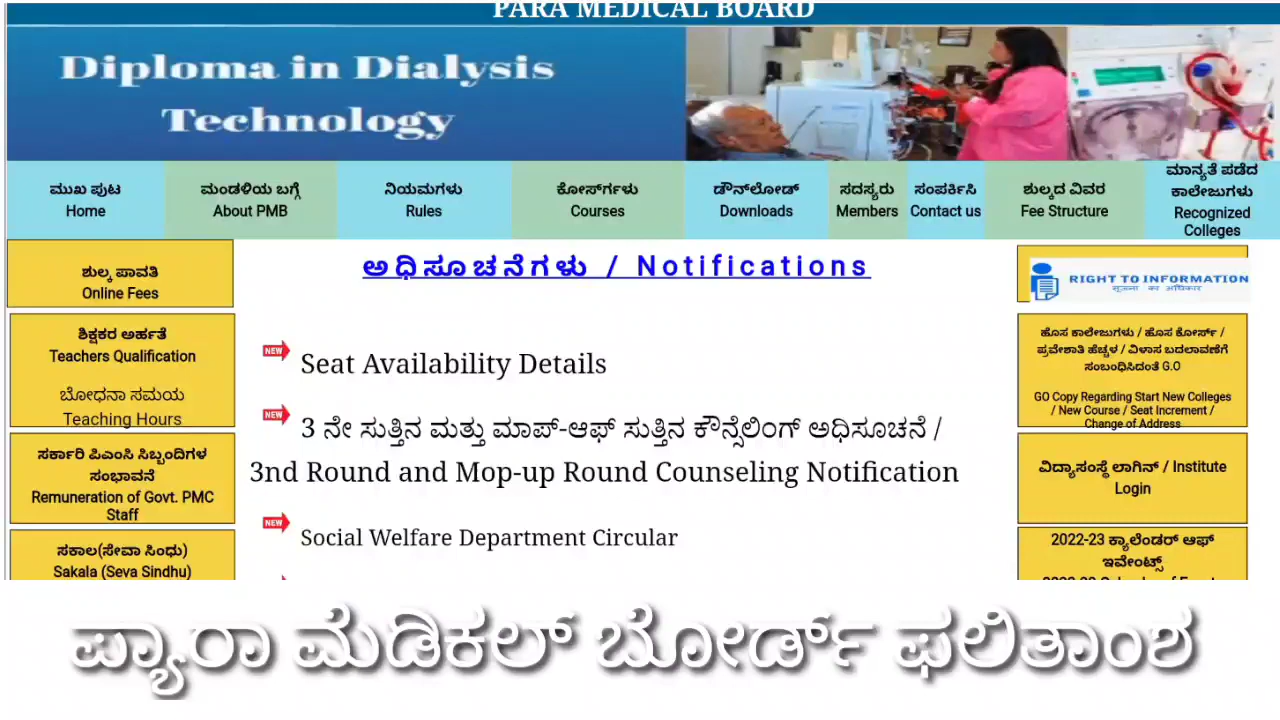 PARA MEDICAL BOARD
Diploma in Dialysis
Technology
ಮುಖ ಪುಟ
Home
ಮಂಡಳಿಯ ಬಗ್ಗೆ
About PMB
ನಿಯಮಗಳು
Rules
ಕೋರ್ಸ್‌ಗಳು
Courses
ಡೌನ್‌ಲೋಡ್
Downloads
ಸದಸ್ಯರು
Members
ಸಂಪರ್ಕಿಸಿ
Contact us
ಶುಲ್ಕದ ವಿವರ
Fee Structure
ಮಾನ್ಯತೆ ಪಡೆದ
ಕಾಲೇಜುಗಳು
Recognized
Colleges
ಶುಲ್ಕ ಪಾವತಿ
Online Fees
ಶಿಕ್ಷಕರ ಅರ್ಹತೆ
Teachers Qualification
ಬೋಧನಾ ಸಮಯ
Teaching Hours
ಸರ್ಕಾರಿ ಪಿಎಂಸಿ ಸಿಬ್ಬಂದಿಗಳ
ಸಂಭಾವನೆ
Remuneration of Govt. PMC
Staff
ಸಕಾಲ(ಸೇವಾ ಸಿಂಧು)
Sakala (Seva Sindhu)
ಅಧಿಸೂಚನೆಗಳು / Notifications
NEW Seat Availability Details
NEW 3 ನೇ ಸುತ್ತಿನ ಮತ್ತು ಮಾಪ್-ಆಫ್ ಸುತ್ತಿನ ಕೌನ್ಸೆಲಿಂಗ್ ಅಧಿಸೂಚನೆ /
3nd Round and Mop-up Round Counseling Notification
NEW Social Welfare Department Circular
RIGHT TO INFORMATION
सूचना का अधिकार
ಹೊಸ ಕಾಲೇಜುಗಳು / ಹೊಸ ಕೋರ್ಸ್ /
ಪ್ರವೇಶಾತಿ ಹೆಚ್ಚಳ / ವಿಳಾಸ ಬದಲಾವಣೆಗೆ
ಸಂಬಂಧಿಸಿದಂತೆ G.O
GO Copy Regarding Start New Colleges
/ New Course / Seat Increment /
Change of Address
ವಿದ್ಯಾಸಂಸ್ಥೆ ಲಾಗಿನ್ / Institute
Login
2022-23 ಕ್ಯಾಲೆಂಡರ್ ಆಫ್
ಇವೇಂಟ್ಸ್
ಪ್ಯಾರಾ ಮೆಡಿಕಲ್ ಬೋರ್ಡ್ ಫಲಿತಾಂಶ